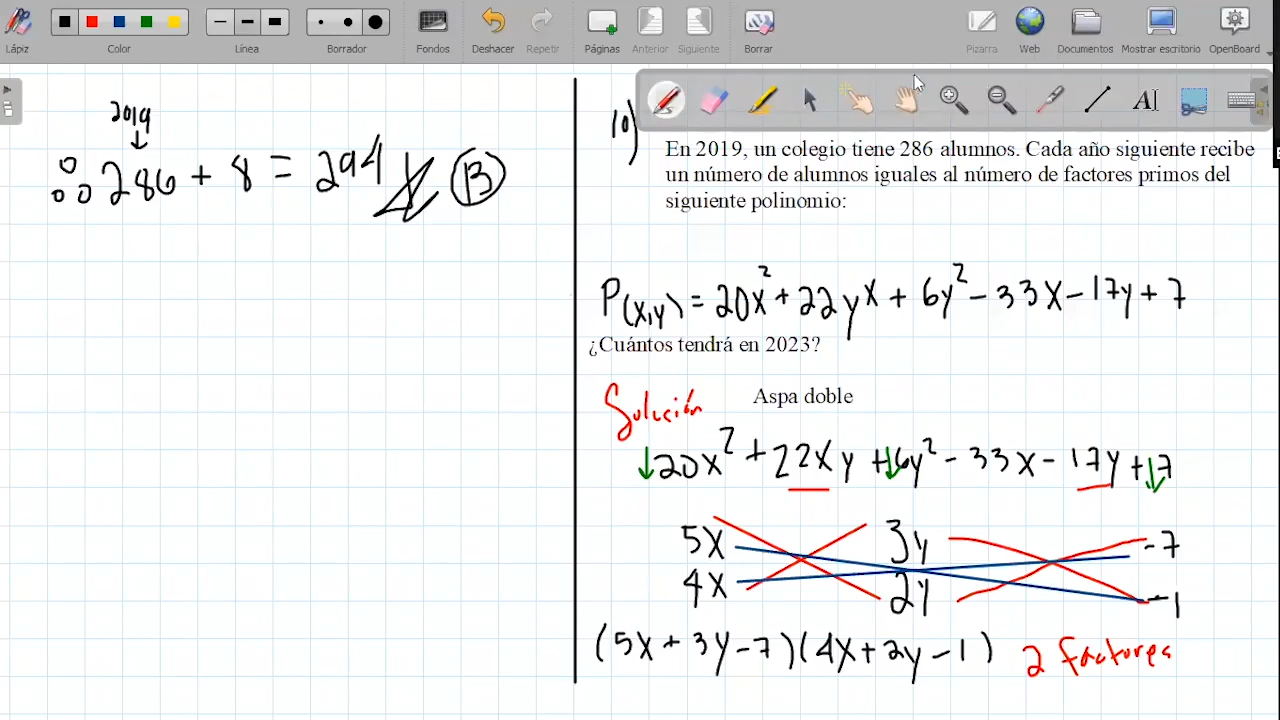 Lápiz Color Línea Borrador Fondos Deshacer Repetir Páginas Anterior Siguiente Borrar Pizarra Web Documentos Mostrar escritorio OpenBoard
2019
286 + 8 = 294 B
10)
En 2019, un colegio tiene 286 alumnos. Cada año siguiente recibe
un número de alumnos iguales al número de factores primos del
siguiente polinomio:
P(x,y) = 20x² + 22yx + 6y² - 33x - 17y + 7
¿Cuántos tendrá en 2023?
Solución Aspa doble
20x² + 22xy + 6y² - 33x - 17y + 7
5x 3y -7
4x 2y -1
(5x + 3y - 7)(4x + 2y - 1) 2 factores